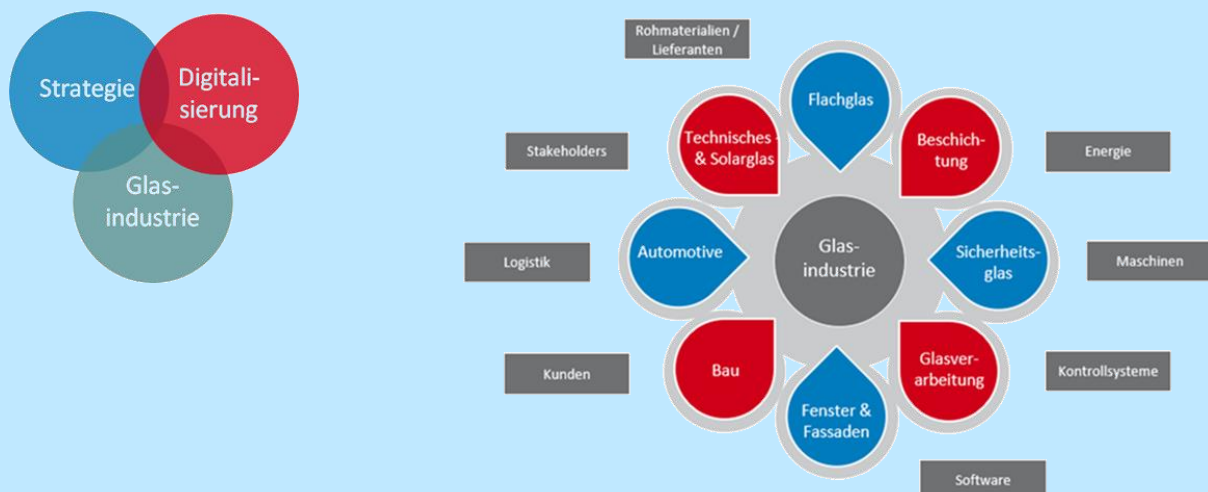 Strategie
Digitali-
sierung
Glas-
industrie
Rohmaterialien /
Lieferanten
Flachglas
Technisches -
& Solarglas
Beschich-
tung
Stakeholders
Energie
Automotive
Glas-
industrie
Sicherheits-
glas
Logistik
Maschinen
Bau
Glasver-
arbeitung
Kunden
Kontrollsysteme
Fenster &
Fassaden
Software